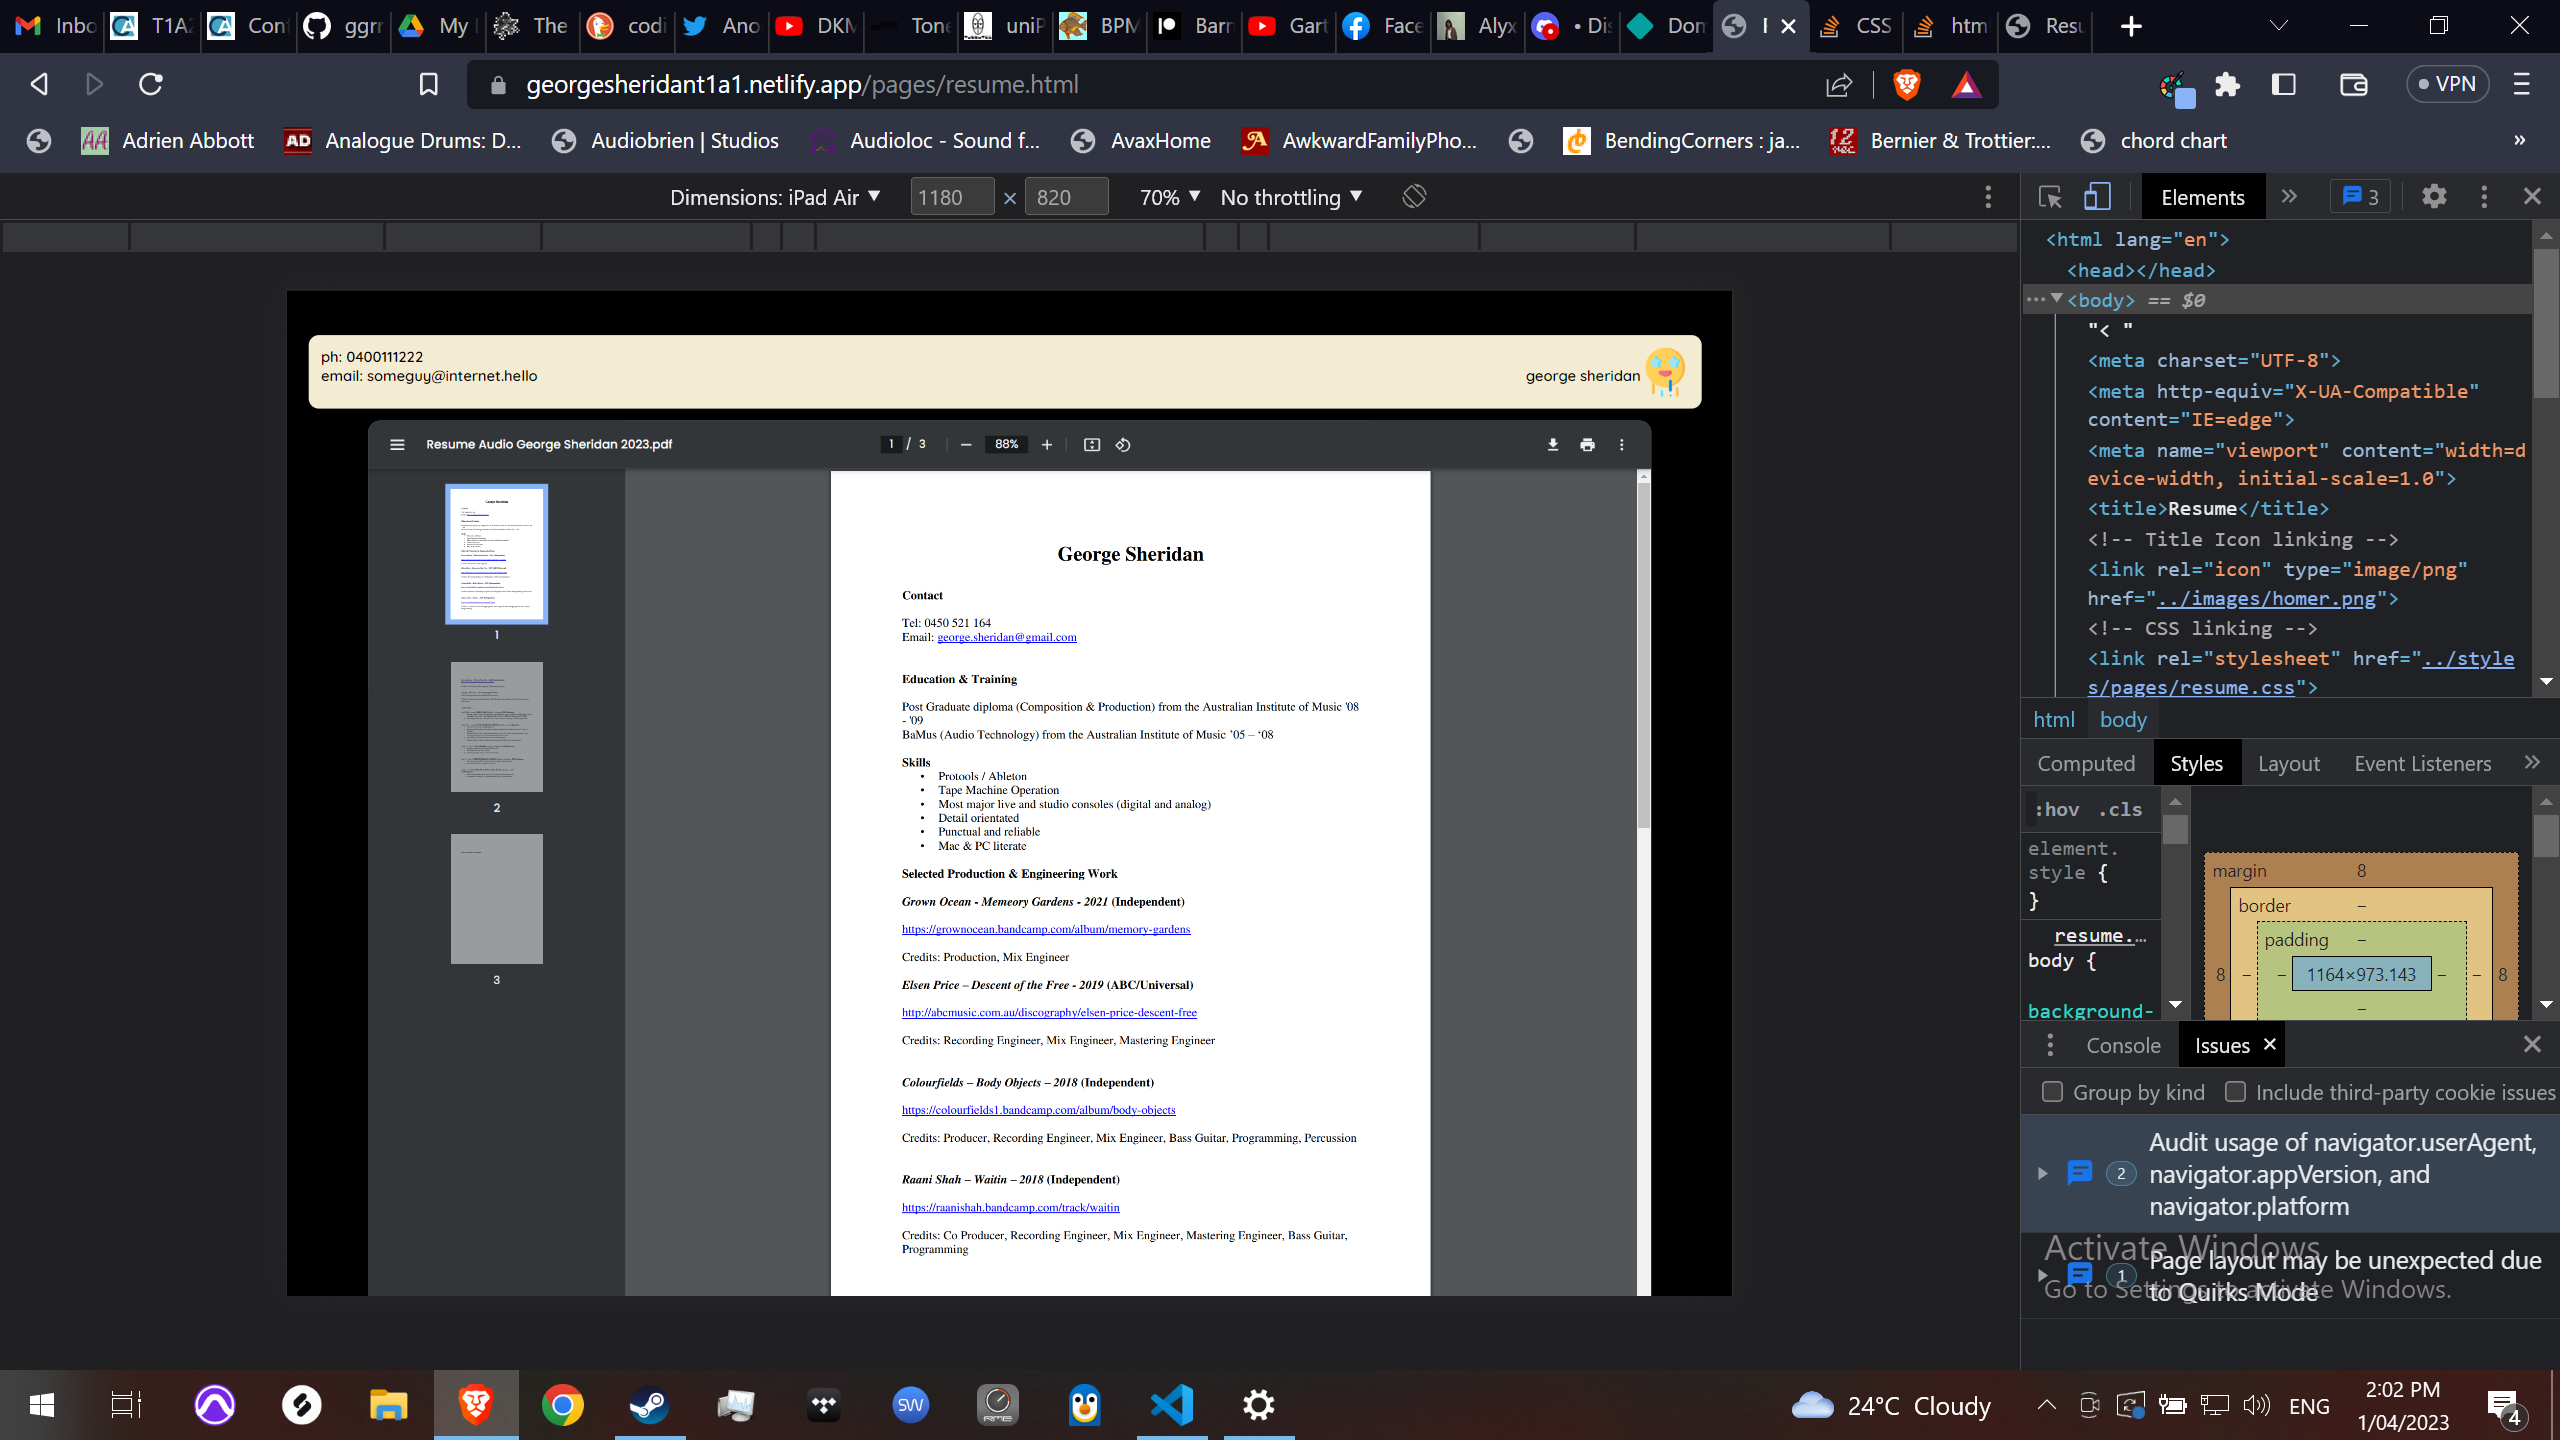 Inbo
T1A2
Con
ggrr
My
The
codi
Ano
DKM
Tone
uniP
BPM
Barr
Gart
Face
Alyx
• Dis
Dom
CSS
htm
Resu
georgesheridant1a1.netlify.app/pages/resume.html
VPN
Adrien Abbott
Analogue Drums: D...
Audiobrien | Studios
Audioloc - Sound f...
AvaxHome
AwkwardFamilyPho...
BendingCorners : ja...
Bernier & Trottier:...
chord chart
»
Dimensions: iPad Air
1180 × 820
70%
No throttling
Elements
3
ph: 0400111222
email: someguy@internet.hello
george sheridan
Resume Audio George Sheridan 2023.pdf
1 / 3
88%
1
2
3
George Sheridan
Contact
Tel: 0450 521 164
Email: george.sheridan@gmail.com
Education & Training
Post Graduate diploma (Composition & Production) from the Australian Institute of Music '08
- '09
BaMus (Audio Technology) from the Australian Institute of Music ’05 – ‘08
Skills
• Protools / Ableton
• Tape Machine Operation
• Most major live and studio consoles (digital and analog)
• Detail orientated
• Punctual and reliable
• Mac & PC literate
Selected Production & Engineering Work
Grown Ocean - Memeory Gardens - 2021 (Independent)
https://grownocean.bandcamp.com/album/memory-gardens
Credits: Production, Mix Engineer
Elsen Price – Descent of the Free - 2019 (ABC/Universal)
http://abcmusic.com.au/discography/elsen-price-descent-free
Credits: Recording Engineer, Mix Engineer, Mastering Engineer
Colourfields – Body Objects – 2018 (Independent)
https://colourfields1.bandcamp.com/album/body-objects
Credits: Producer, Recording Engineer, Mix Engineer, Bass Guitar, Programming, Percussion
Raani Shah – Waitin – 2018 (Independent)
https://raanishah.bandcamp.com/track/waitin
Credits: Co Producer, Recording Engineer, Mix Engineer, Mastering Engineer, Bass Guitar,
Programming
<html lang="en">
<head></head>
<body> == $0
"< "
<meta charset="UTF-8">
<meta http-equiv="X-UA-Compatible"
content="IE=edge">
<meta name="viewport" content="width=d
evice-width, initial-scale=1.0">
<title>Resume</title>
<!-- Title Icon linking -->
<link rel="icon" type="image/png"
href="../images/homer.png">
<!-- CSS linking -->
<link rel="stylesheet" href="../style
s/pages/resume.css">
html body
Computed Styles Layout Event Listeners »
:hov .cls
element.
style {
}
resume.…
body {
background-
margin 8
border –
padding –
8 – – 1164×973.143 – – 8
–
Console Issues
Group by kind
Include third-party cookie issues
2 Audit usage of navigator.userAgent,
navigator.appVersion, and
navigator.platform
1 Page layout may be unexpected due
to Quirks Mode
Activate Windows
Go to Settings to activate Windows.
SW
RME
24°C Cloudy
ENG
2:02 PM
1/04/2023
4